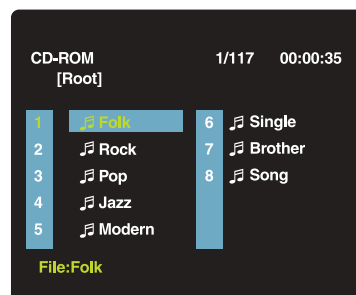 CD-ROM 1/117 00:00:35
[Root]
1 Folk
2 Rock
3 Pop
4 Jazz
5 Modern
6 Single
7 Brother
8 Song
File:Folk